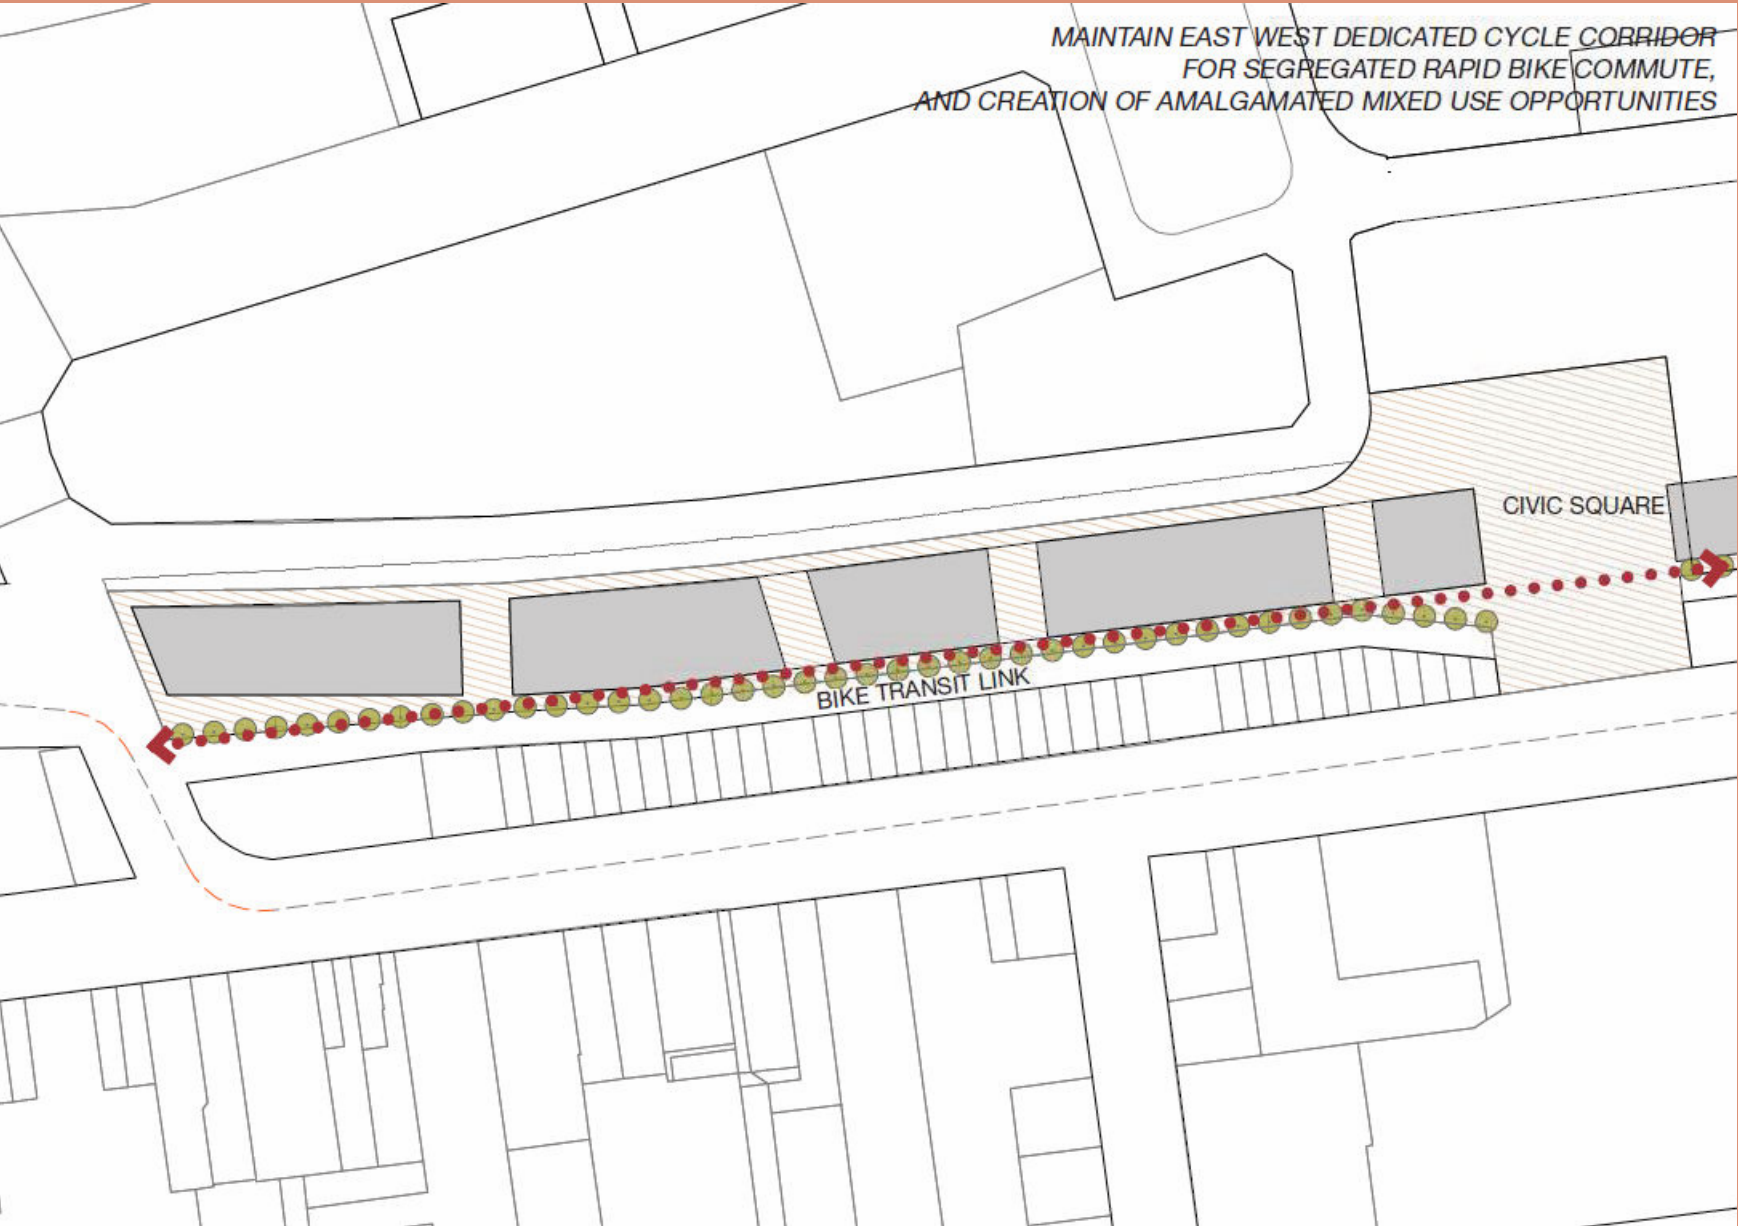 MAINTAIN EAST WEST DEDICATED CYCLE CORRIDOR
FOR SEGREGATED RAPID BIKE COMMUTE,
AND CREATION OF AMALGAMATED MIXED USE OPPORTUNITIES
CIVIC SQUARE
BIKE TRANSIT LINK